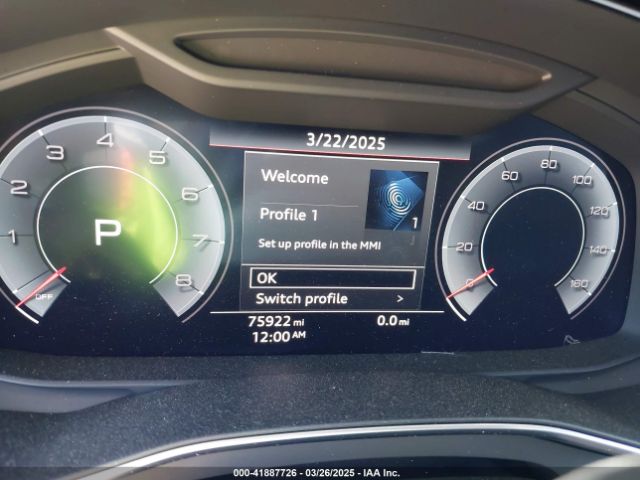 3/22/2025
Welcome
Profile 1
1
Set up profile in the MMI
OK
Switch profile >
75922 mi 0.0 mi
12:00 AM
1 2 3 4 5 6 7 8
P
OFF
0 20 40 60 80 100 120 140 160
000-41887726 | 03/26/2025 | IAA Inc.